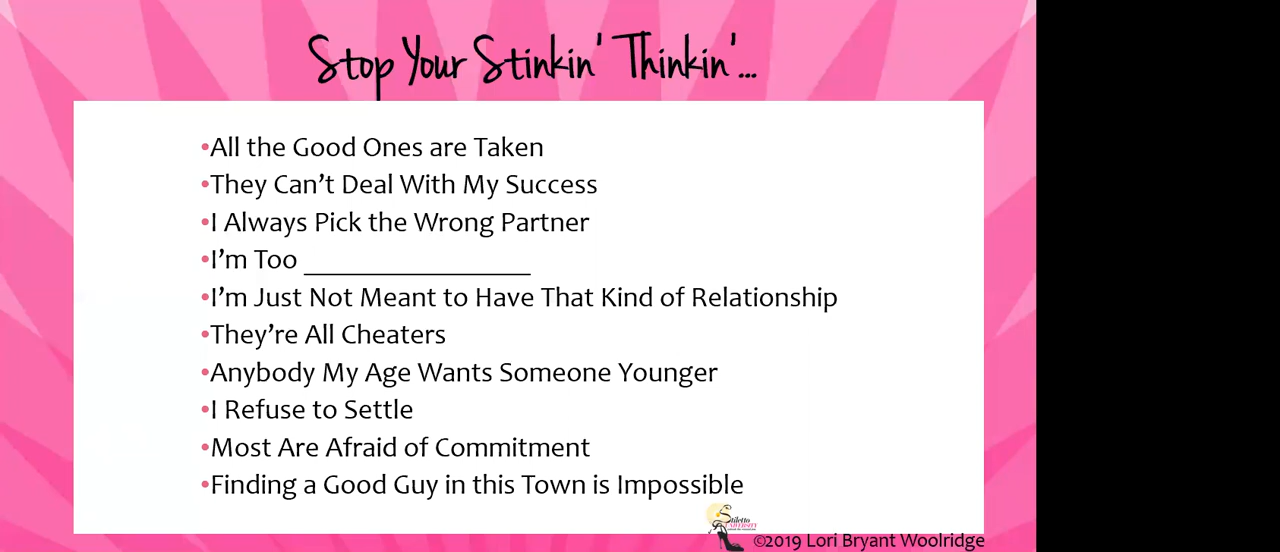 Stop Your Stinkin' Thinkin'...
•All the Good Ones are Taken
•They Can’t Deal With My Success
•I Always Pick the Wrong Partner
•I’m Too _________________
•I’m Just Not Meant to Have That Kind of Relationship
•They’re All Cheaters
•Anybody My Age Wants Someone Younger
•I Refuse to Settle
•Most Are Afraid of Commitment
•Finding a Good Guy in this Town is Impossible
Stiletto
UNIVERSITY
©2019 Lori Bryant Woolridge